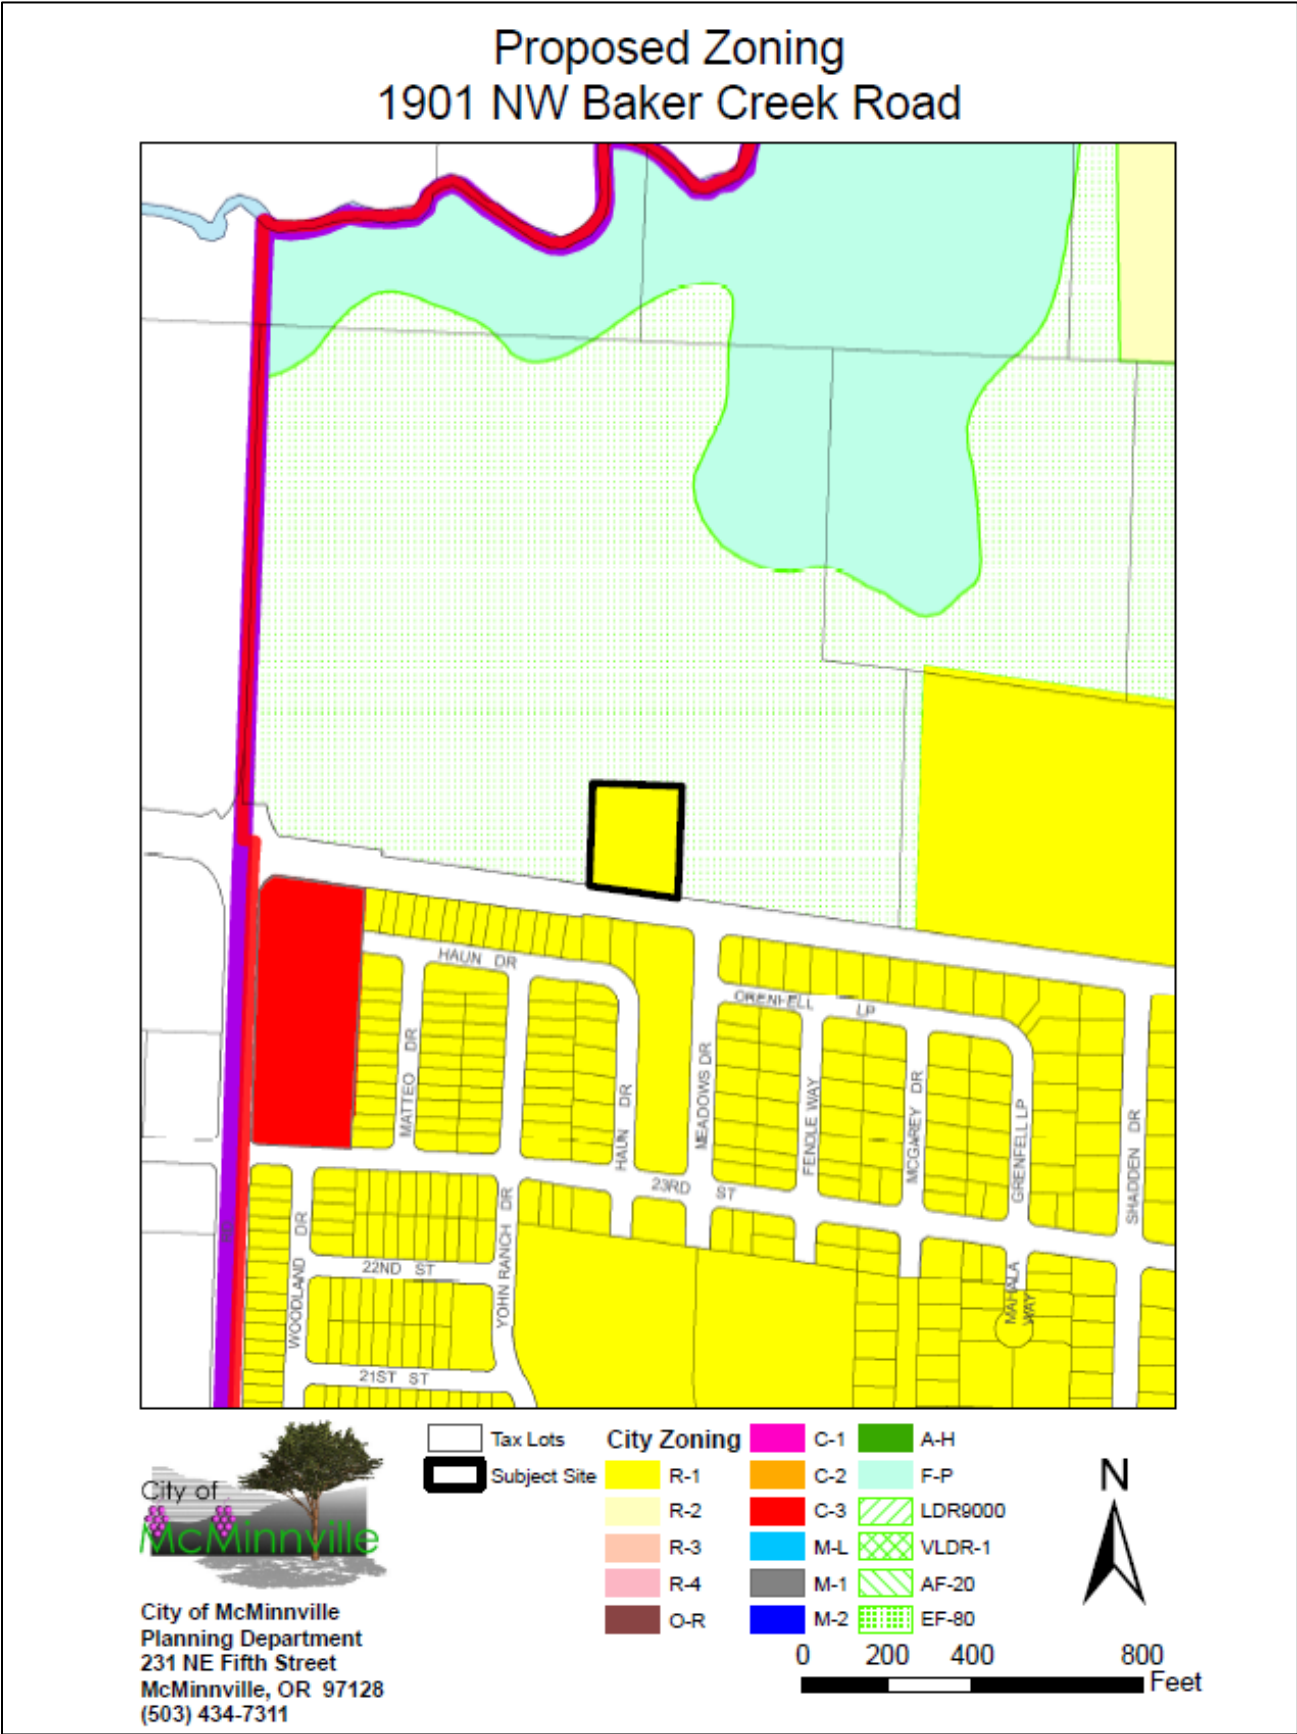 Proposed Zoning
1901 NW Baker Creek Road
HAUN DR
GRENFELL LP
MATTEO DR
HAUN DR
MEADOWS DR
FENDLE WAY
MCGAREY DR
GRENFELL LP
SHADDEN DR
23RD ST
WOODLAND DR
22ND ST
YOHN RANCH DR
MAHALA WAY
21ST ST
City of
McMinnville
Tax Lots
Subject Site
City Zoning
R-1
R-2
R-3
R-4
O-R
C-1
C-2
C-3
M-L
M-1
M-2
A-H
F-P
LDR9000
VLDR-1
AF-20
EF-80
N
City of McMinnville
Planning Department
231 NE Fifth Street
McMinnville, OR 97128
(503) 434-7311
0 200 400 800
Feet